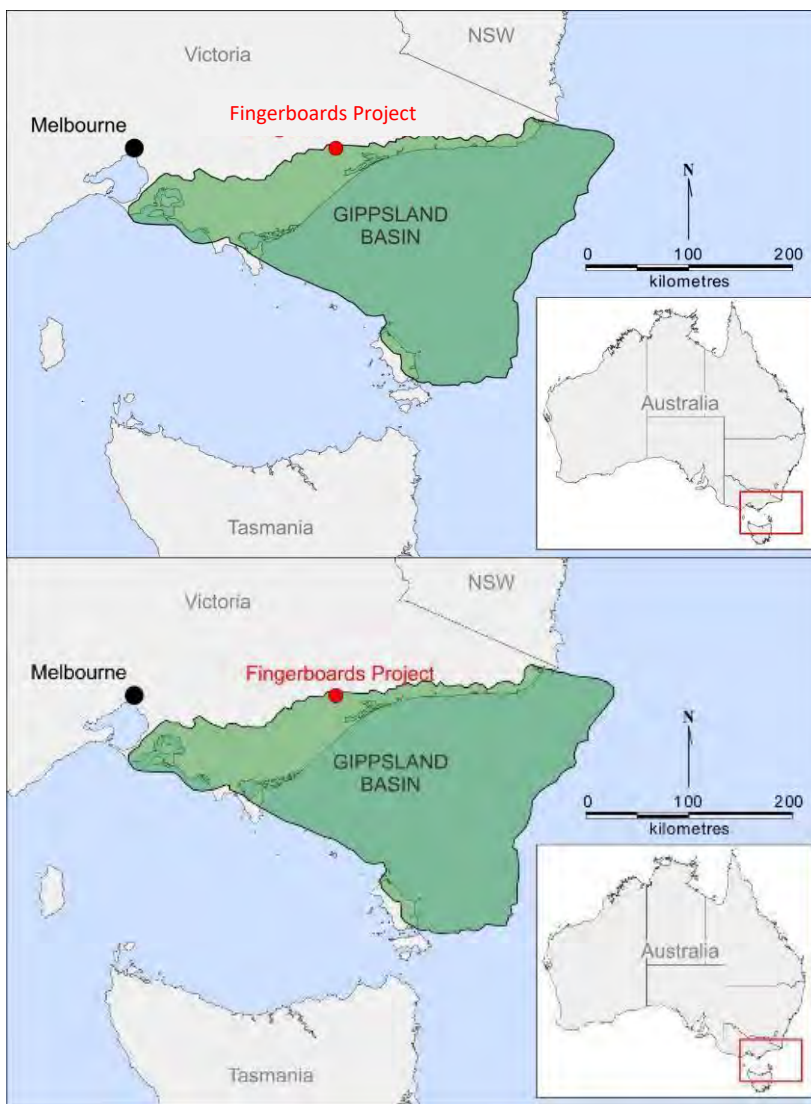 Victoria
NSW
Fingerboards Project
Melbourne
N
GIPPSLAND
BASIN
0 100 200
kilometres
Australia
Tasmania
Victoria
NSW
Fingerboards Project
Melbourne
N
GIPPSLAND
BASIN
0 100 200
kilometres
Australia
Tasmania